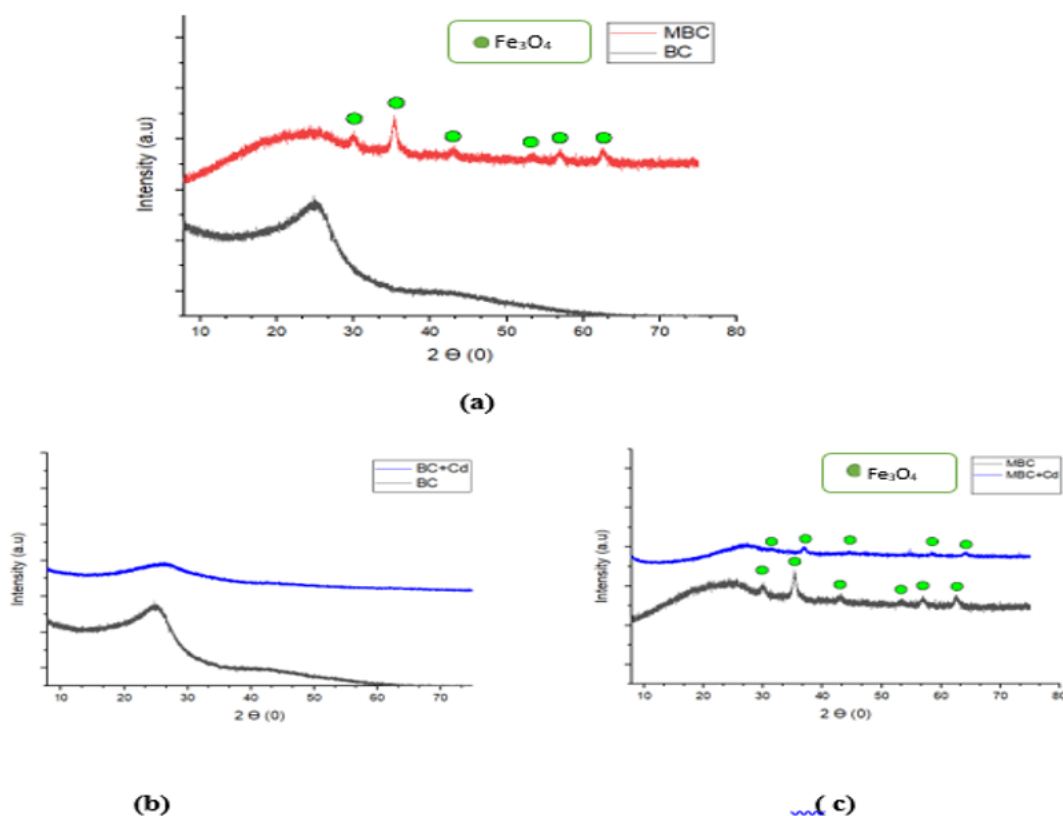 Fe₃O₄
MBC
BC
Intensity (a.u)
10 20 30 40 50 60 70 80
2 Ɵ (0)
(a)
BC+Cd
BC
Intensity (a.u)
10 20 30 40 50 60 70
2 Ɵ (0)
(b)
Fe₃O₄
MBC
MBC+Cd
Intensity (a.u)
10 20 30 40 50 60 70 80
2 Ɵ (0)
( c)